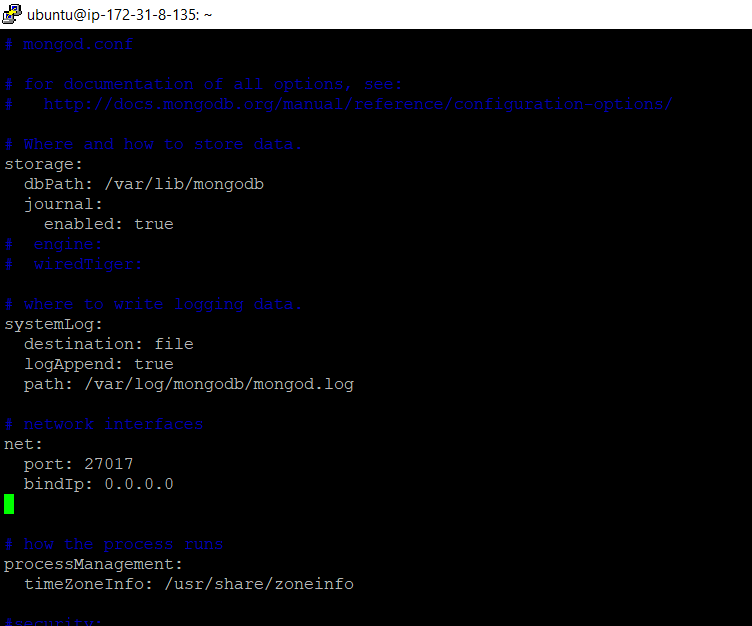 ubuntu@ip-172-31-8-135: ~
# mongod.conf
# for documentation of all options, see:
#   http://docs.mongodb.org/manual/reference/configuration-options/
# Where and how to store data.
storage:
  dbPath: /var/lib/mongodb
  journal:
    enabled: true
#  engine:
#  wiredTiger:
# where to write logging data.
systemLog:
  destination: file
  logAppend: true
  path: /var/log/mongodb/mongod.log
# network interfaces
net:
  port: 27017
  bindIp: 0.0.0.0
# how the process runs
processManagement:
  timeZoneInfo: /usr/share/zoneinfo
#security: